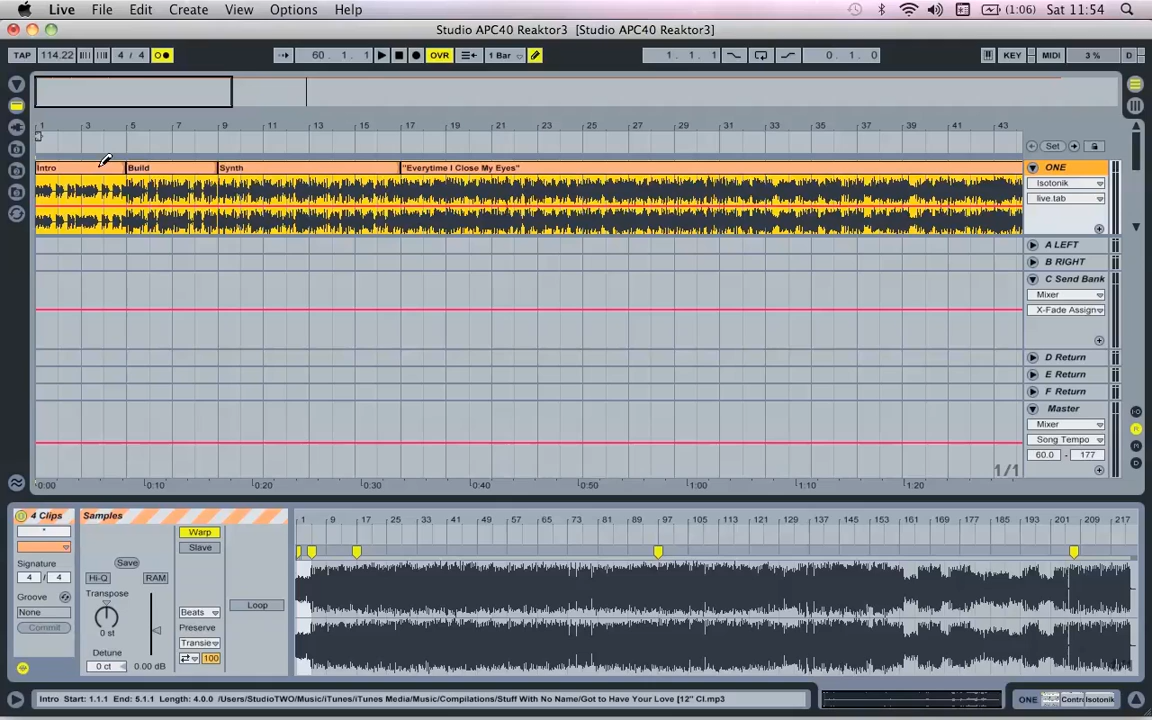 Live File Edit Create View Options Help (1:06) Sat 11:54
Studio APC40 Reaktor3 [Studio APC40 Reaktor3]
TAP 114.22 4 / 4 60. 1. 1 OVR 1 Bar 1. 1. 1 0. 1. 0 KEY MIDI 3 % D
1 3 5 7 9 11 13 15 17 19 21 23 25 27 29 31 33 35 37 39 41 43
Set
Intro Build Synth "Everytime I Close My Eyes" ONE
Isotonik
live.tab
A LEFT
B RIGHT
C Send Bank
Mixer
X-Fade Assign
D Return
E Return
F Return
Master
Mixer
Song Tempo
60.0 - 177
1/1
0:00 0:10 0:20 0:30 0:40 0:50 1:00 1:10 1:20
4 Clips Samples
1 9 17 25 33 41 49 57 65 73 81 89 97 105 113 121 129 137 145 153 161 169 177 185 193 201 209 217
*
Warp
Slave
Signature
4 / 4
Save
Hi-Q RAM
Groove
None
Commit
Transpose
0 st
Loop
Beats
Preserve
Transie
Detune
0 ct 0.00 dB 100
Intro Start: 1.1.1 End: 5.1.1 Length: 4.0.0 /Users/StudioTWO/Music/iTunes/iTunes Media/Music/Compilations/Stuff With No Name/Got to Have Your Love [12" Cl.mp3
ONE Contr Isotonik